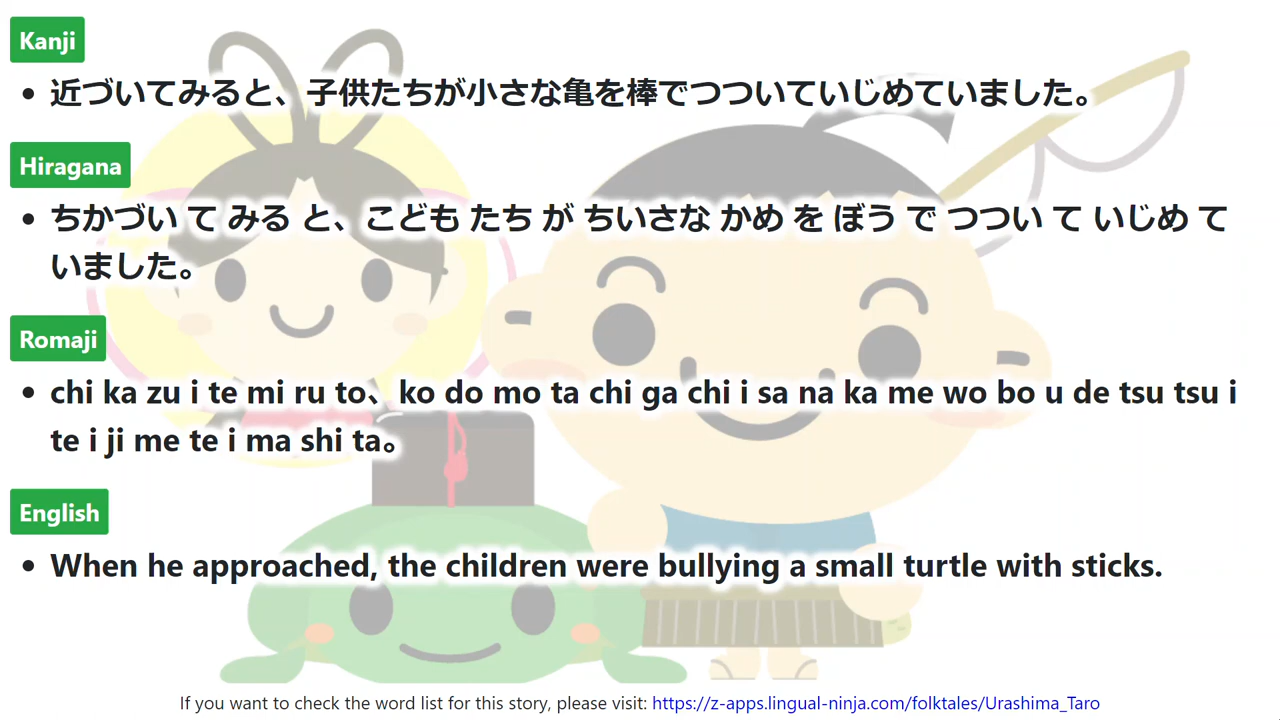 Kanji
• 近づいてみると、子供たちが小さな亀を棒でつついていじめていました。
Hiragana
• ちかづい て みる と、こども たち が ちいさな かめ を ぼう で つつい て いじめ て
いました。
Romaji
• chi ka zu i te mi ru to、ko do mo ta chi ga chi i sa na ka me wo bo u de tsu tsu i
te i ji me te i ma shi ta。
English
• When he approached, the children were bullying a small turtle with sticks.
If you want to check the word list for this story, please visit: https://z-apps.lingual-ninja.com/folktales/Urashima_Taro